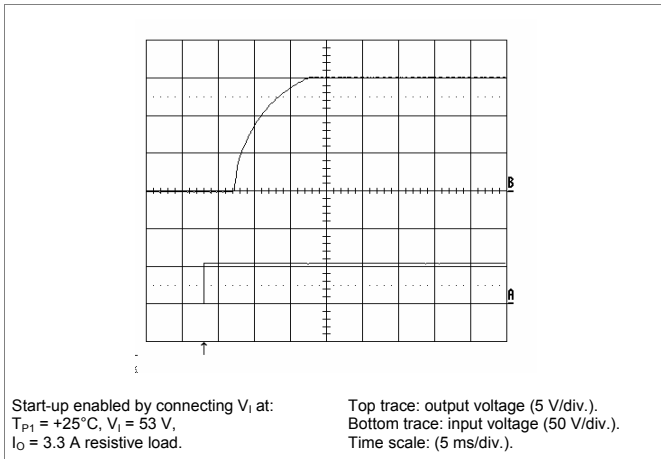 B
A
↑
Start-up enabled by connecting V_I at:
T_P1 = +25°C, V_I = 53 V,
I_O = 3.3 A resistive load.
Top trace: output voltage (5 V/div.).
Bottom trace: input voltage (50 V/div.).
Time scale: (5 ms/div.).